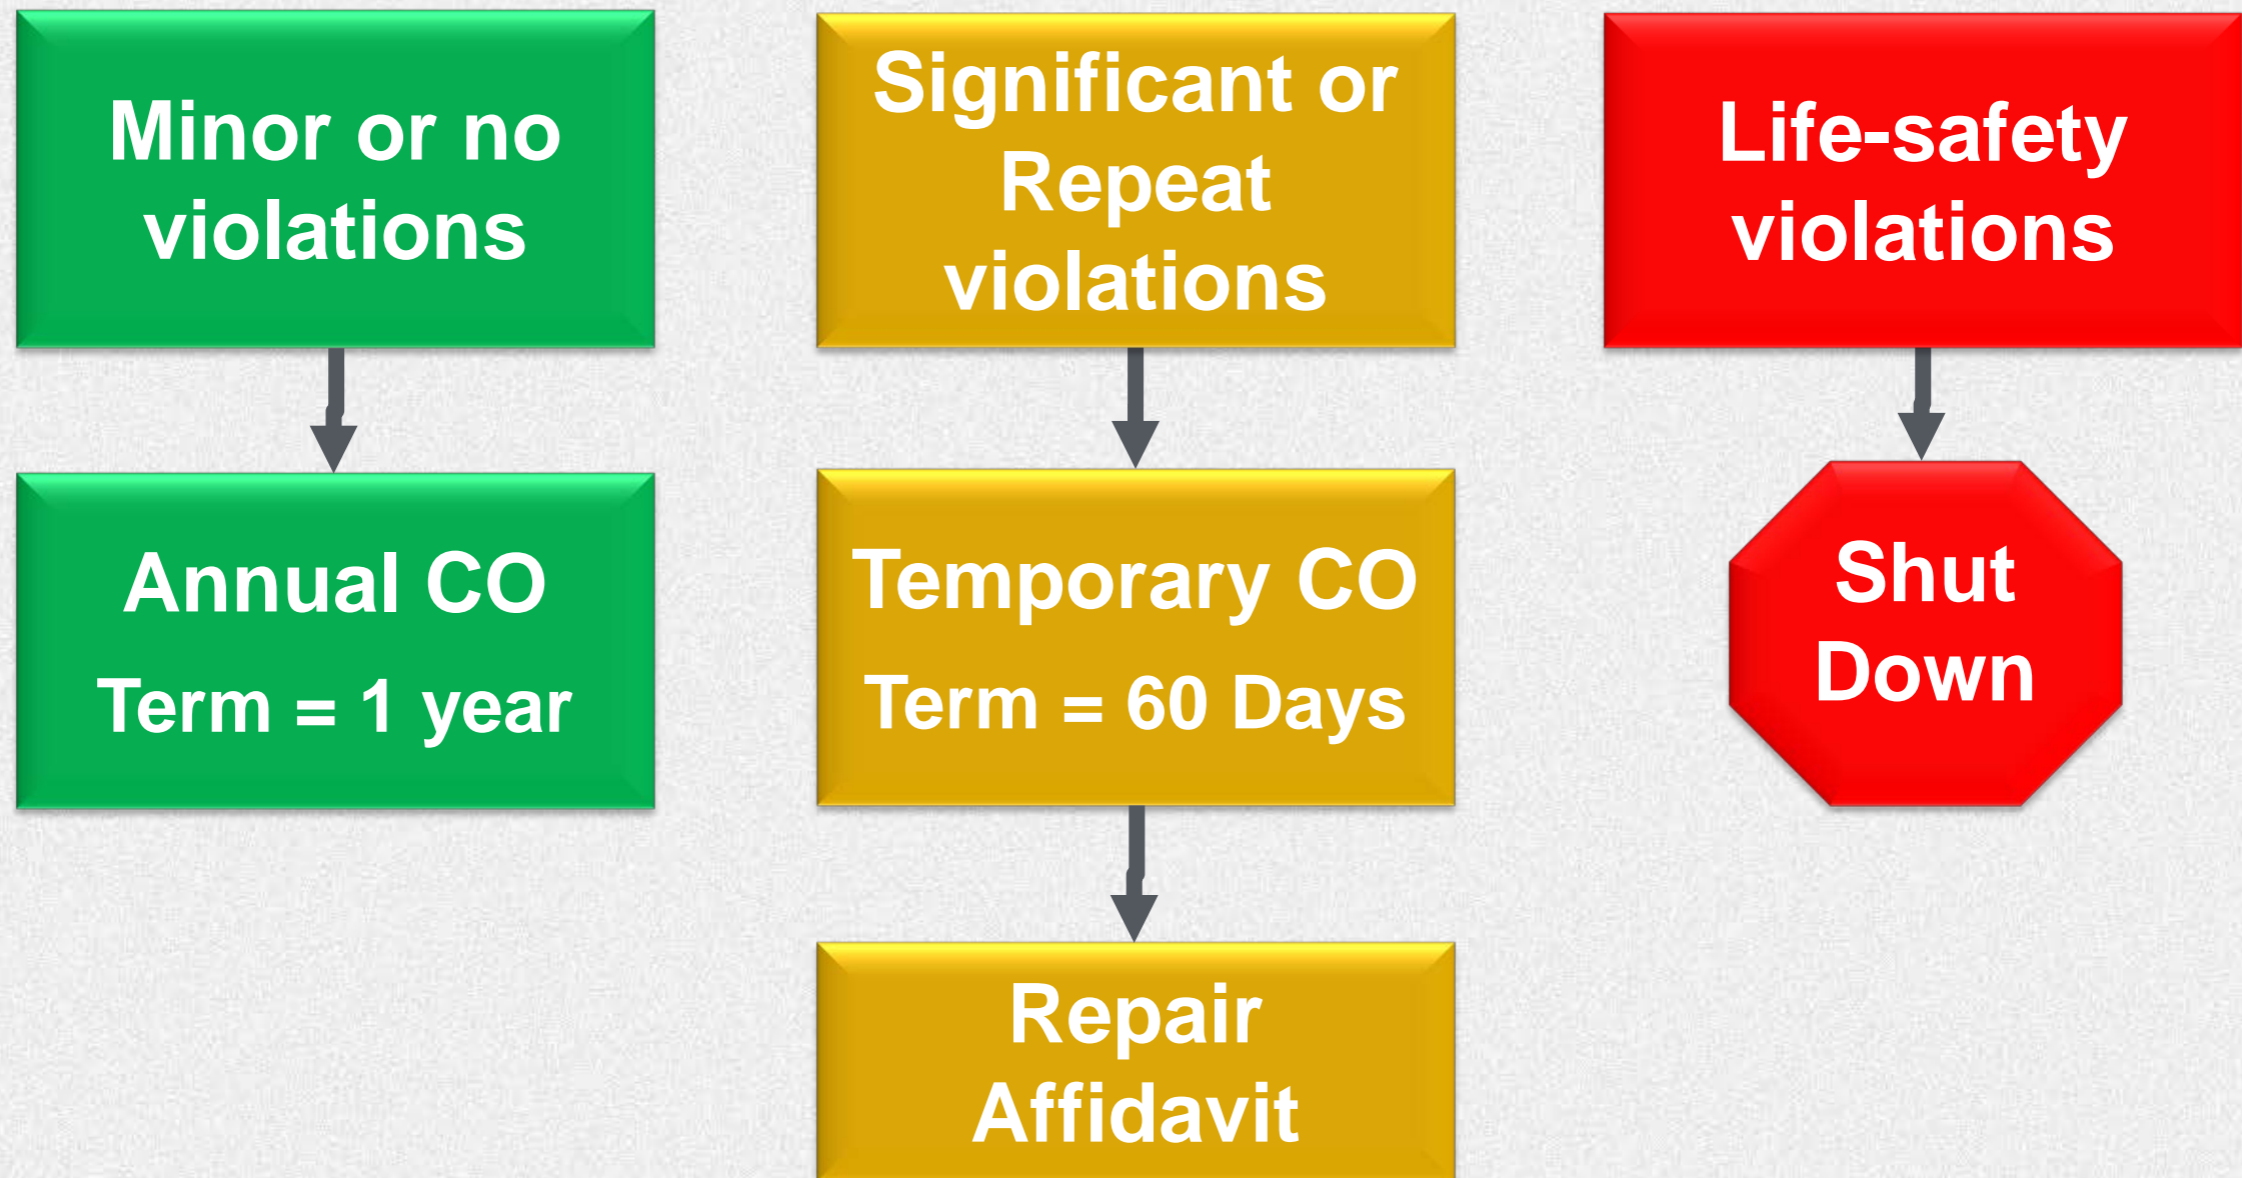 Minor or no
violations
Significant or
Repeat
violations
Life-safety
violations
Annual CO
Term = 1 year
Temporary CO
Term = 60 Days
Shut
Down
Repair
Affidavit